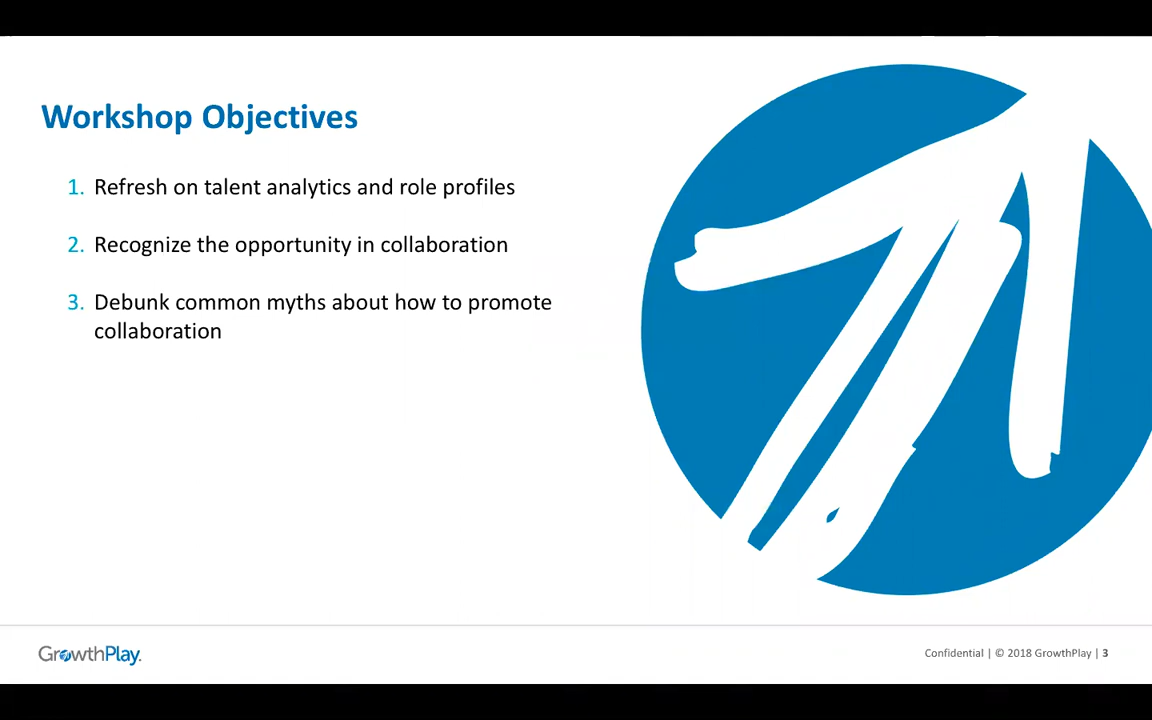 Workshop Objectives
1. Refresh on talent analytics and role profiles
2. Recognize the opportunity in collaboration
3. Debunk common myths about how to promote
collaboration
GrowthPlay.
Confidential | © 2018 GrowthPlay | 3